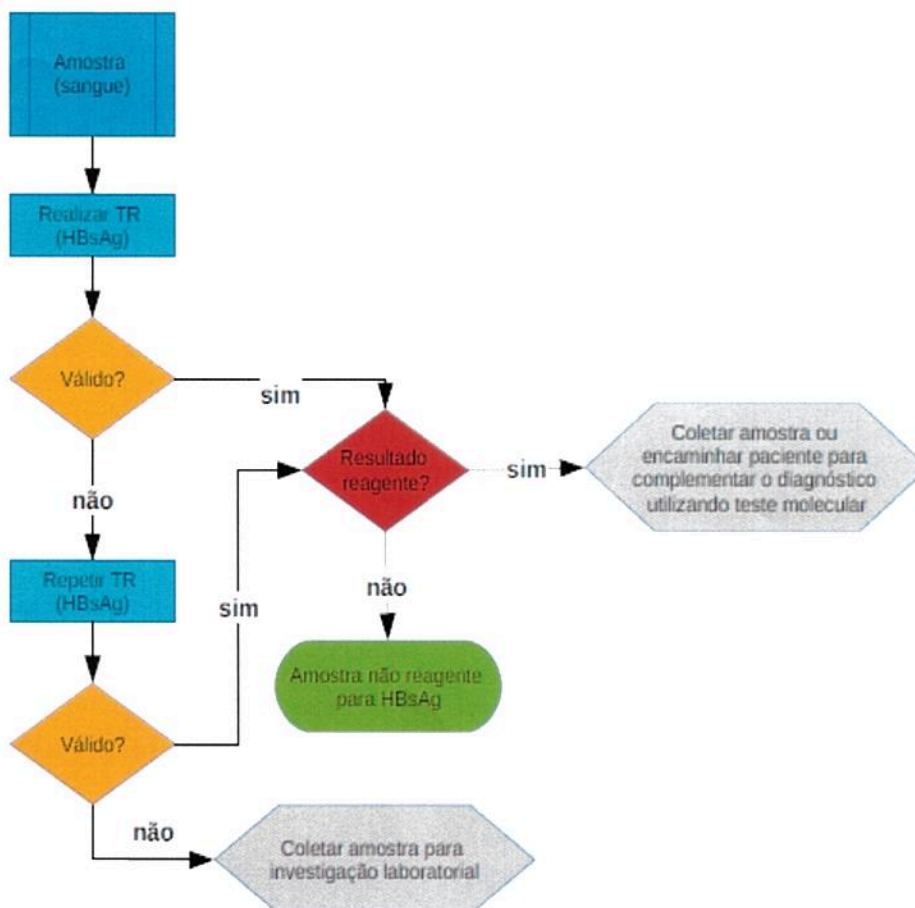 Amostra
(sangue)
Realizar TR
(HBsAg)
Válido?
sim
Resultado
reagente?
sim
Coletar amostra ou
encaminhar paciente para
complementar o diagnóstico
utilizando teste molecular
não
Repetir TR
(HBsAg)
sim
não
Amostra não reagente
para HBsAg
Válido?
não
Coletar amostra para
investigação laboratorial